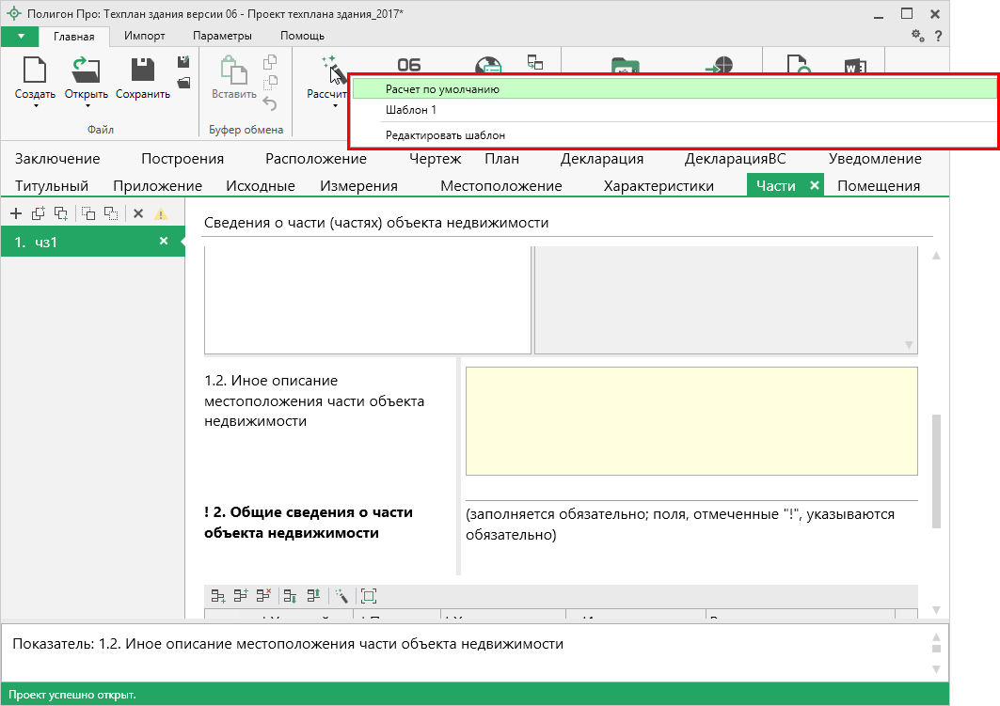 Полигон Про: Техплан здания версии 06 - Проект техплана здания_2017*
Главная Импорт Параметры Помощь
?
06
Создать Открыть Сохранить Вставить Рассчит
Файл Буфер обмена
Расчет по умолчанию
Шаблон 1
Редактировать шаблон
Заключение Построения Расположение Чертеж План Декларация ДекларацияВС Уведомление
Титульный Приложение Исходные Измерения Местоположение Характеристики Части Помещения
1. чз1
Сведения о части (частях) объекта недвижимости
1.2. Иное описание
местоположения части объекта
недвижимости
! 2. Общие сведения о части
объекта недвижимости
(заполняется обязательно; поля, отмеченные "!", указываются
обязательно)
Показатель: 1.2. Иное описание местоположения части объекта недвижимости
Проект успешно открыт.